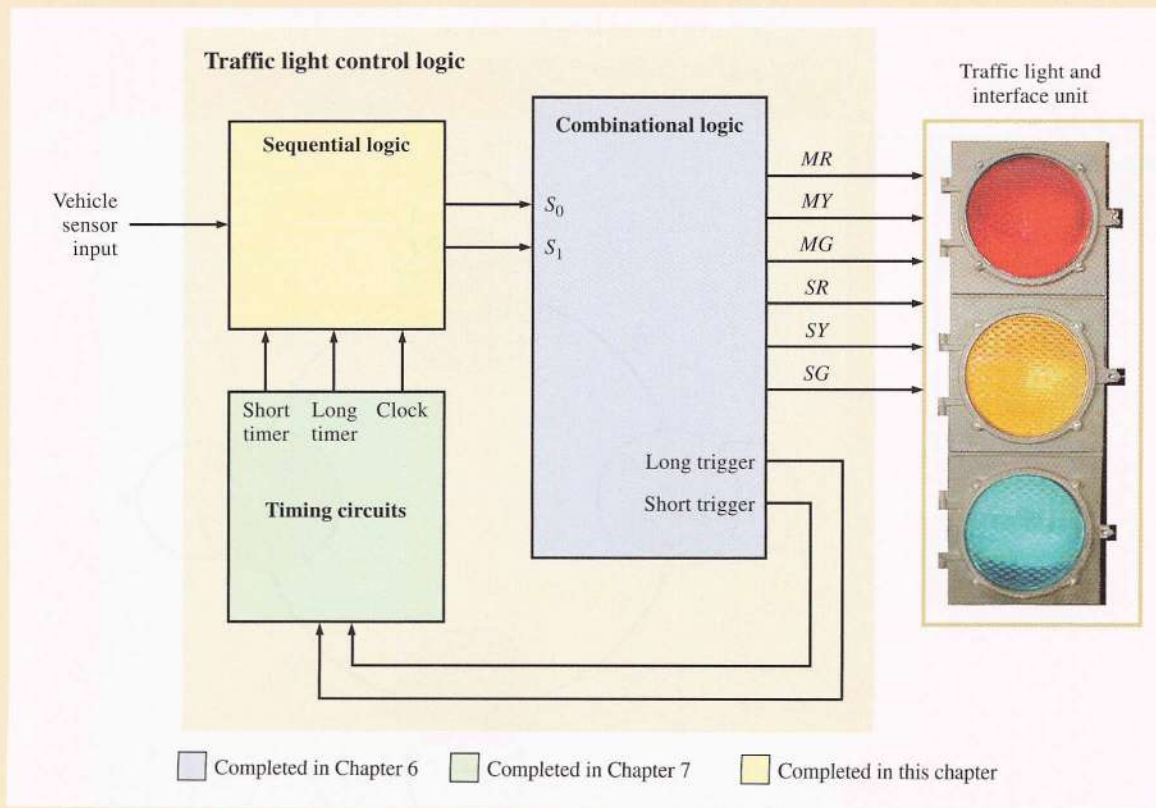 Traffic light control logic
Traffic light and
interface unit
Sequential logic
Combinational logic
Vehicle
sensor
input
S₀
S₁
MR
MY
MG
SR
SY
SG
Short
timer
Long
timer
Clock
Timing circuits
Long trigger
Short trigger
Completed in Chapter 6
Completed in Chapter 7
Completed in this chapter